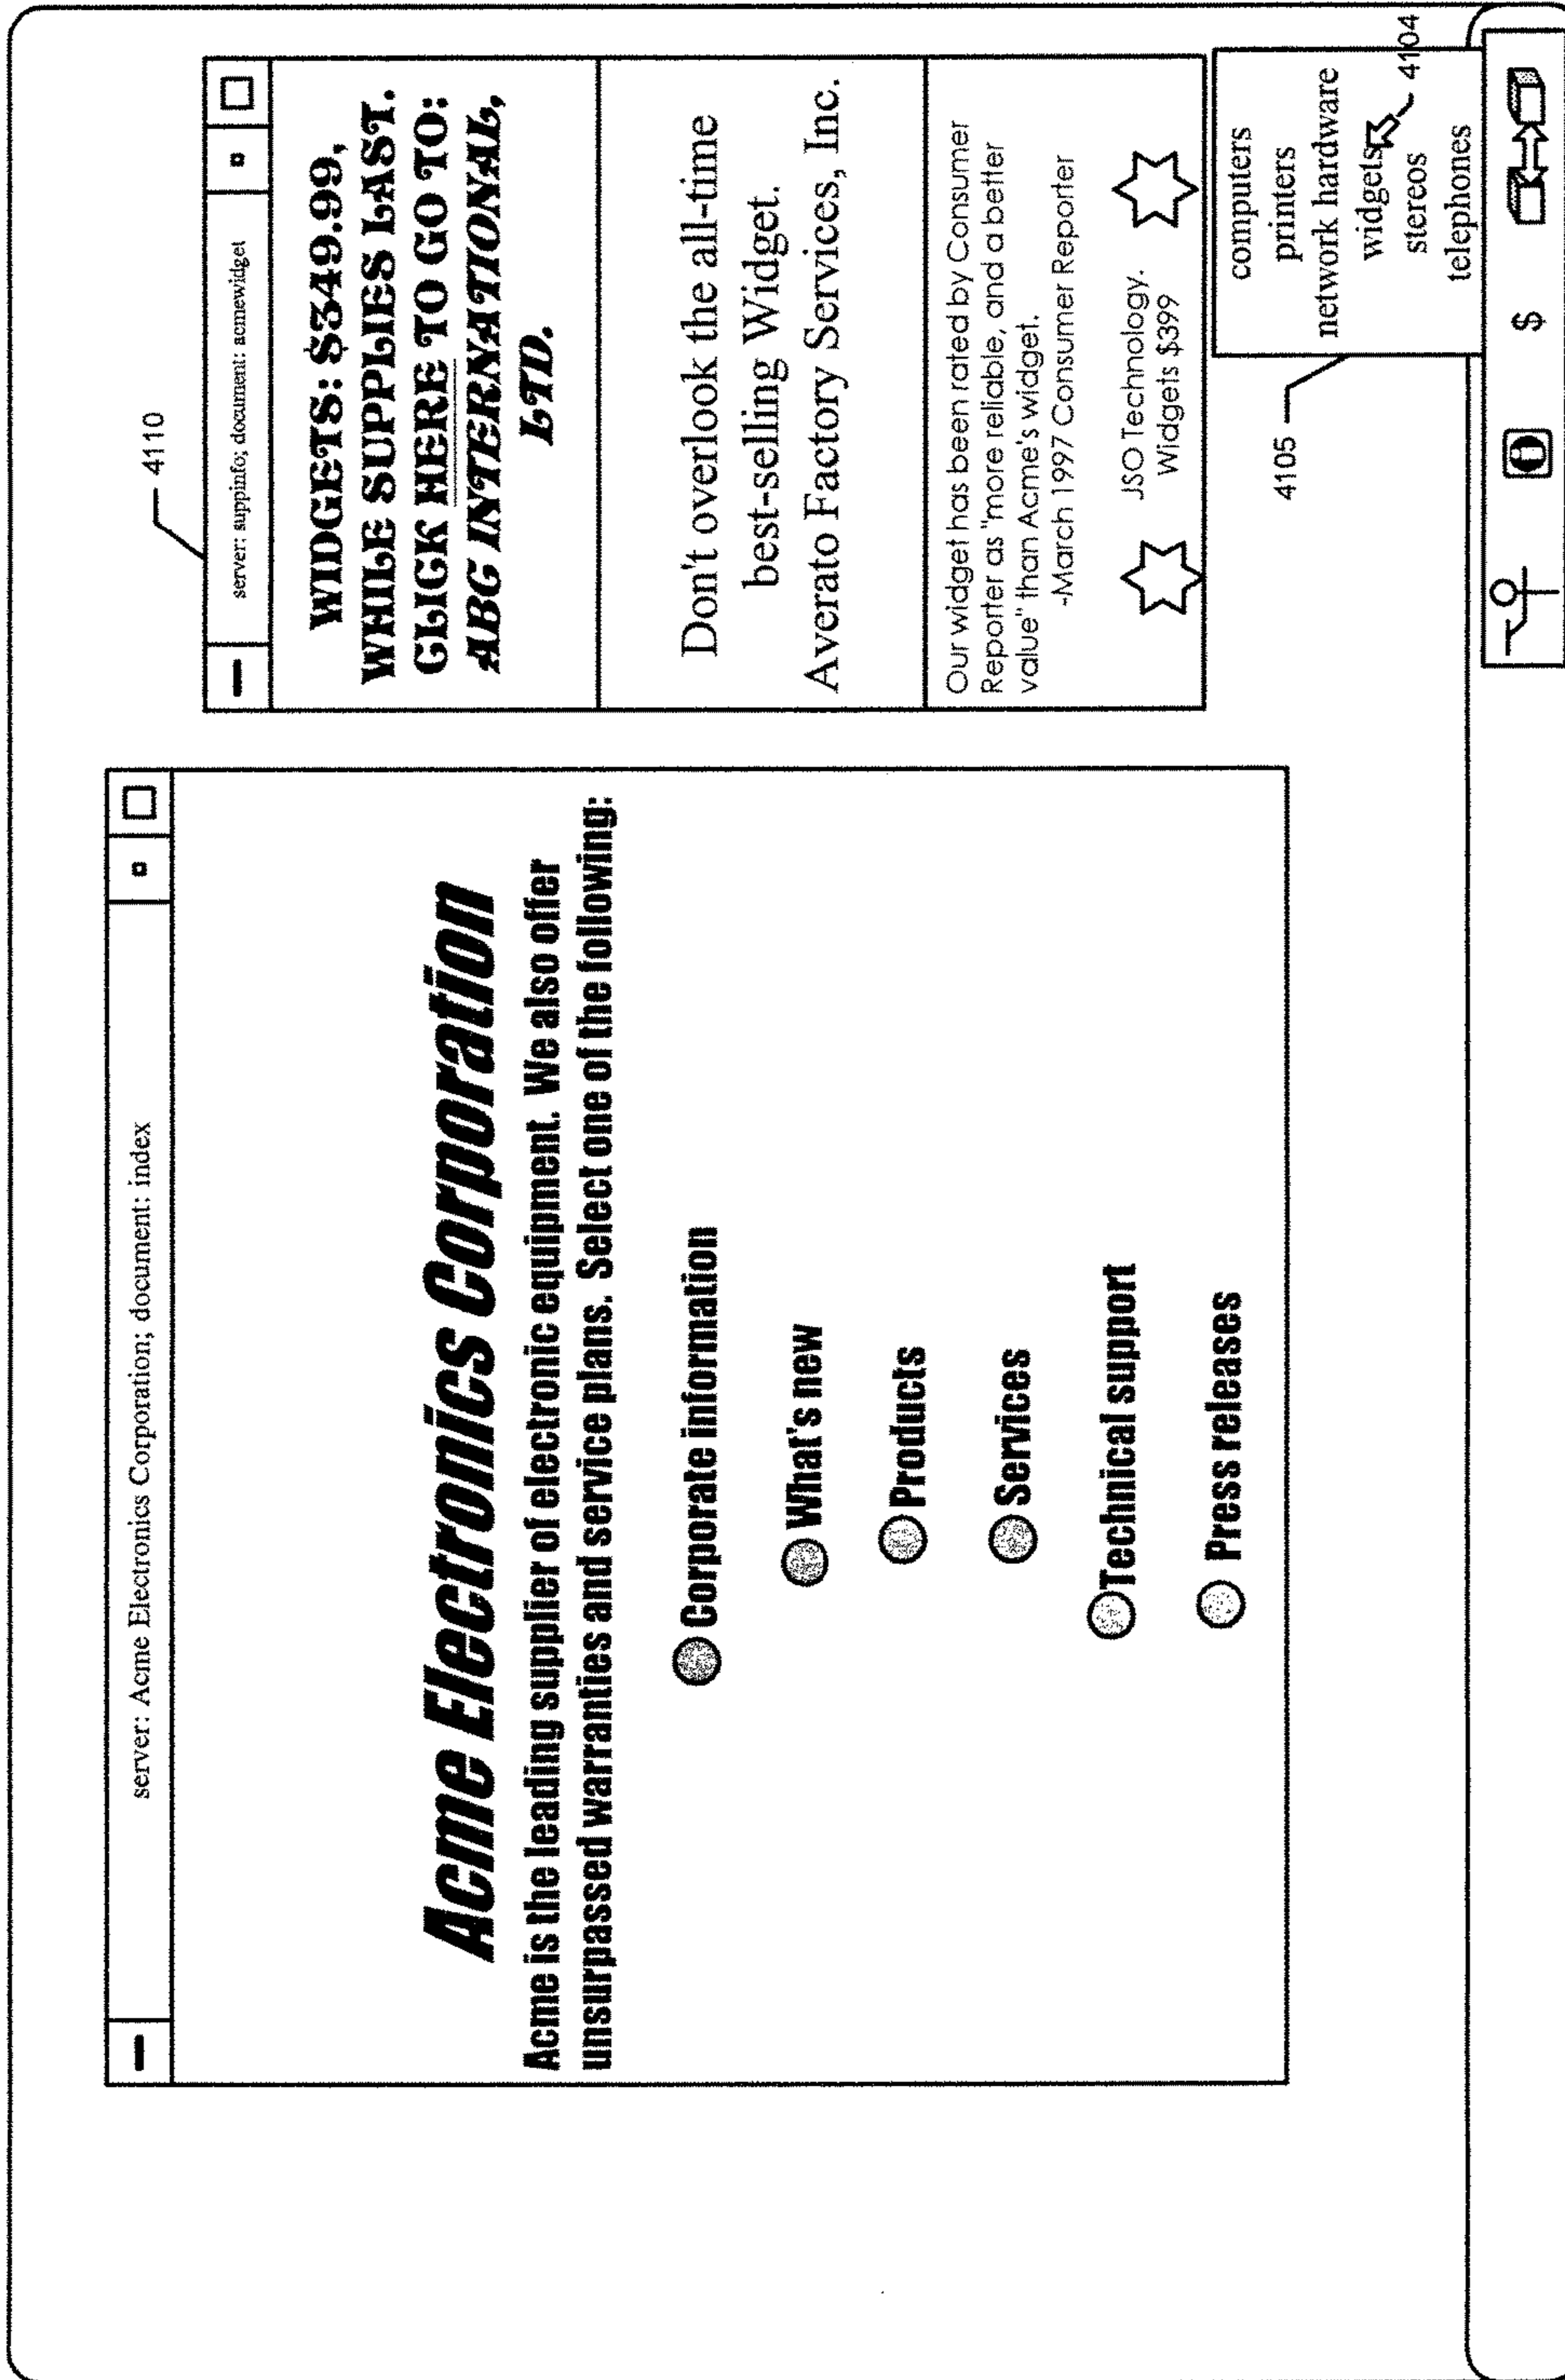 server: Acme Electronics Corporation; document: index
Acme Electronics Corporation
Acme is the leading supplier of electronic equipment. We also offer
unsurpassed warranties and service plans. Select one of the following:
Corporate information
What's new
Products
Services
Technical support
Press releases
4110
server: suppinfo; document: acmewidget
WIDGETS: $349.99,
WHILE SUPPLIES LAST.
CLICK HERE TO GO TO:
ABG INTERNATIONAL,
LTD.
Don't overlook the all-time
best-selling Widget.
Averato Factory Services, Inc.
Our widget has been rated by Consumer
Reporter as "more reliable, and a better
value" than Acme's widget.
-March 1997 Consumer Reporter
JSO Technology.
Widgets $399
4105
computers
printers
network hardware
widgets
4104
stereos
telephones
$